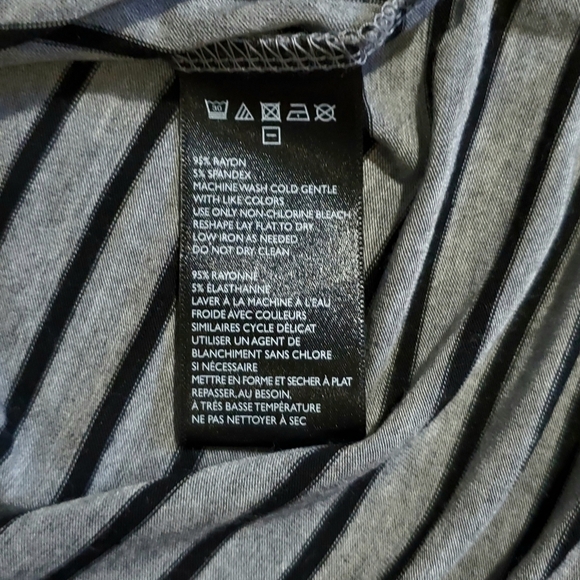 30
95% RAYON
5% SPANDEX
MACHINE WASH COLD GENTLE
WITH LIKE COLORS
USE ONLY NON-CHLORINE BLEACH
RESHAPE LAY FLAT TO DRY
LOW IRON AS NEEDED
DO NOT DRY CLEAN
95% RAYONNE
5% ÉLASTHANNE
LAVER À LA MACHINE À L'EAU
FROIDE AVEC COULEURS
SIMILAIRES CYCLE DÉLICAT
UTILISER UN AGENT DE
BLANCHIMENT SANS CHLORE
SI NÉCESSAIRE
METTRE EN FORME ET SÉCHER À PLAT
REPASSER, AU BESOIN,
À TRÈS BASSE TEMPÉRATURE
NE PAS NETTOYER À SEC